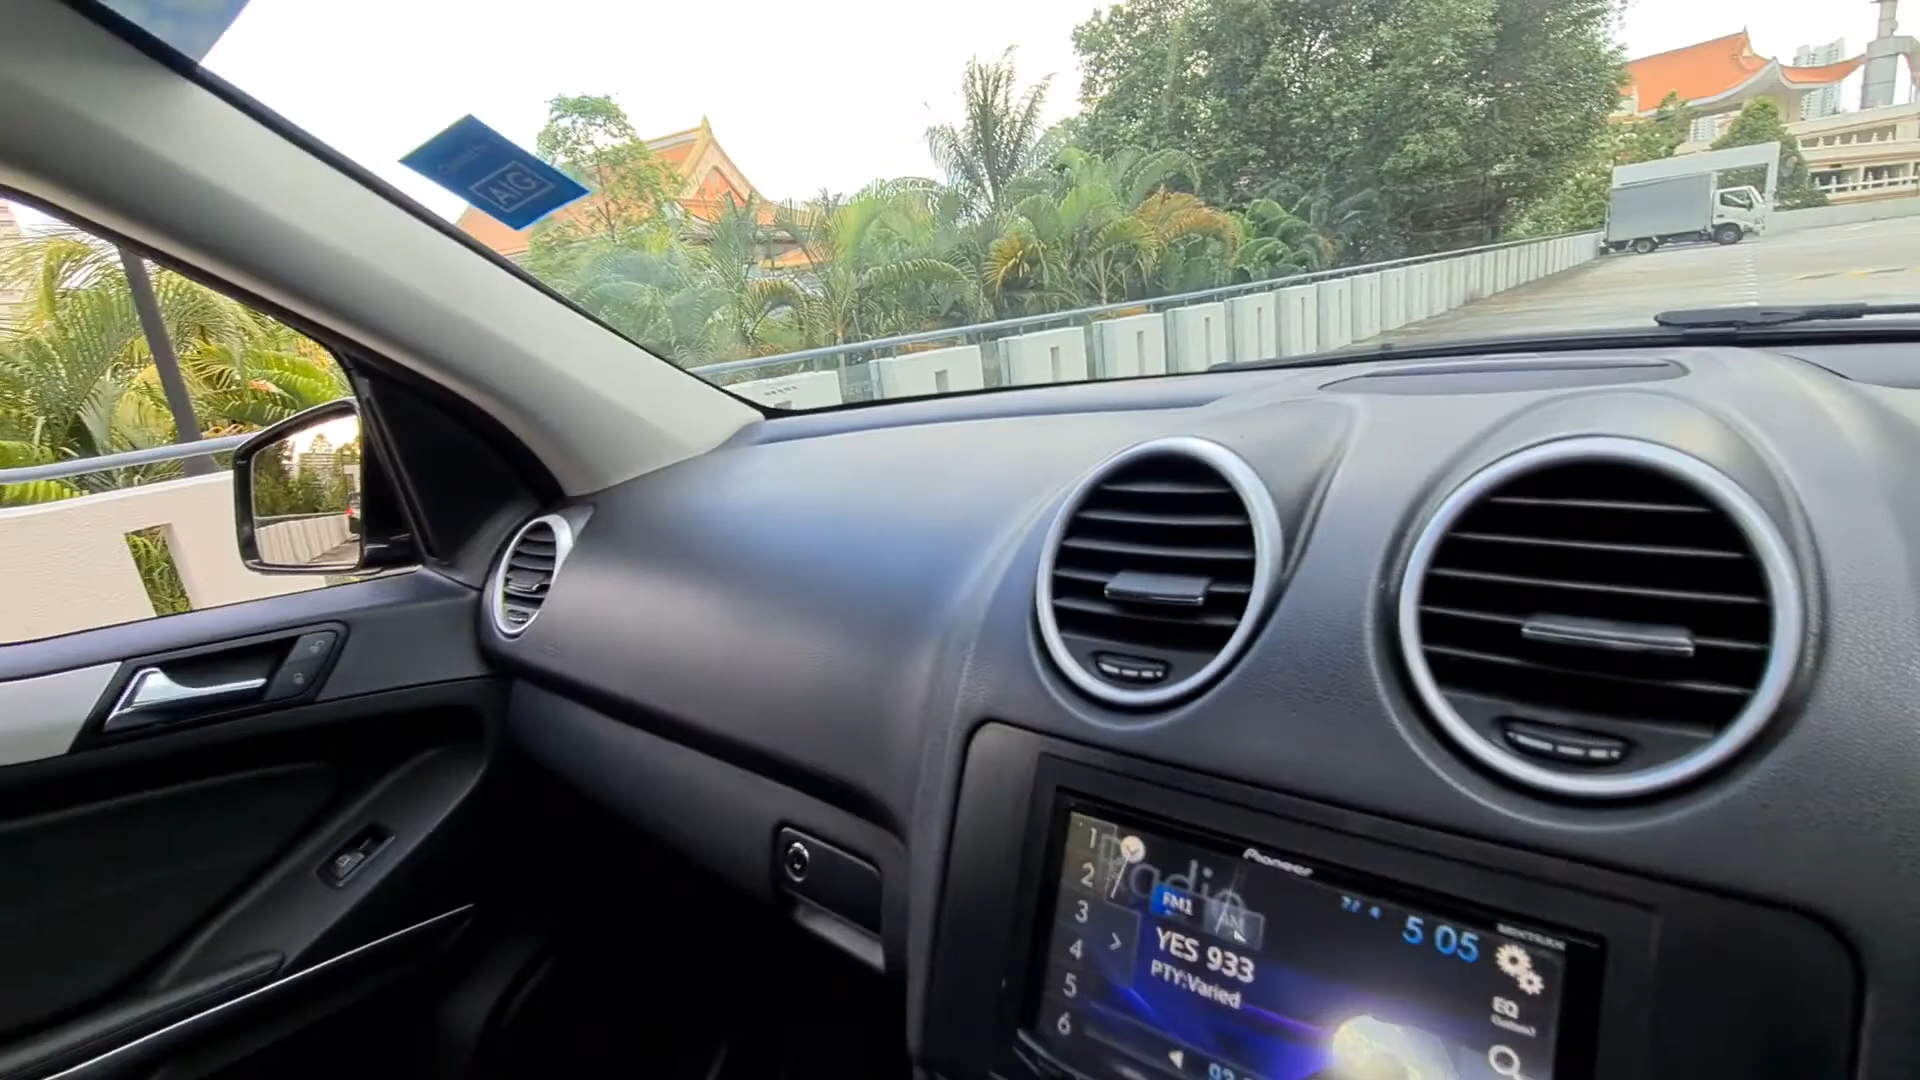 AIG
Pioneer
1
2
3
4
5
6
Radio
FM1
AM
5 05
YES 933
PTY:Varied
EQ